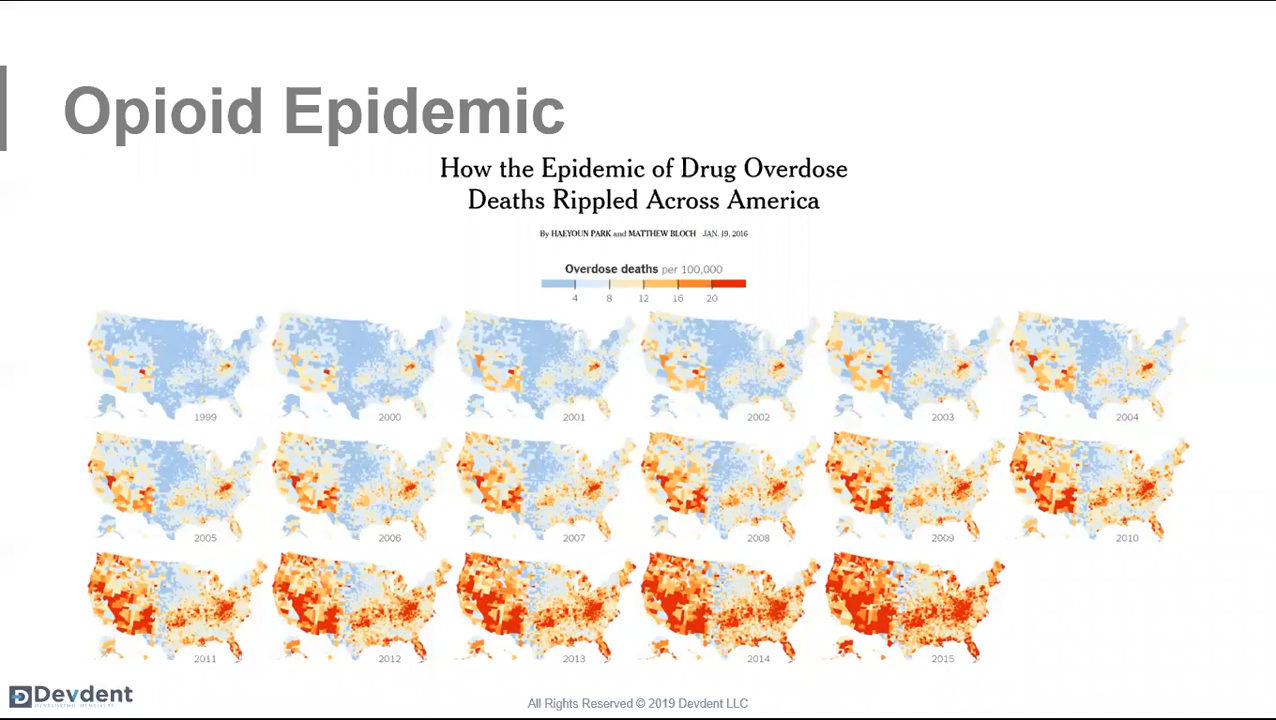 Opioid Epidemic
How the Epidemic of Drug Overdose
Deaths Rippled Across America
By HAEYOUN PARK and MATTHEW BLOCH JAN. 19, 2016
Overdose deaths per 100,000
4 8 12 16 20
1999 2000 2001 2002 2003 2004
2005 2006 2007 2008 2009 2010
2011 2012 2013 2014 2015
Devdent
DEVELOPING DENTISTS
All Rights Reserved © 2019 Devdent LLC